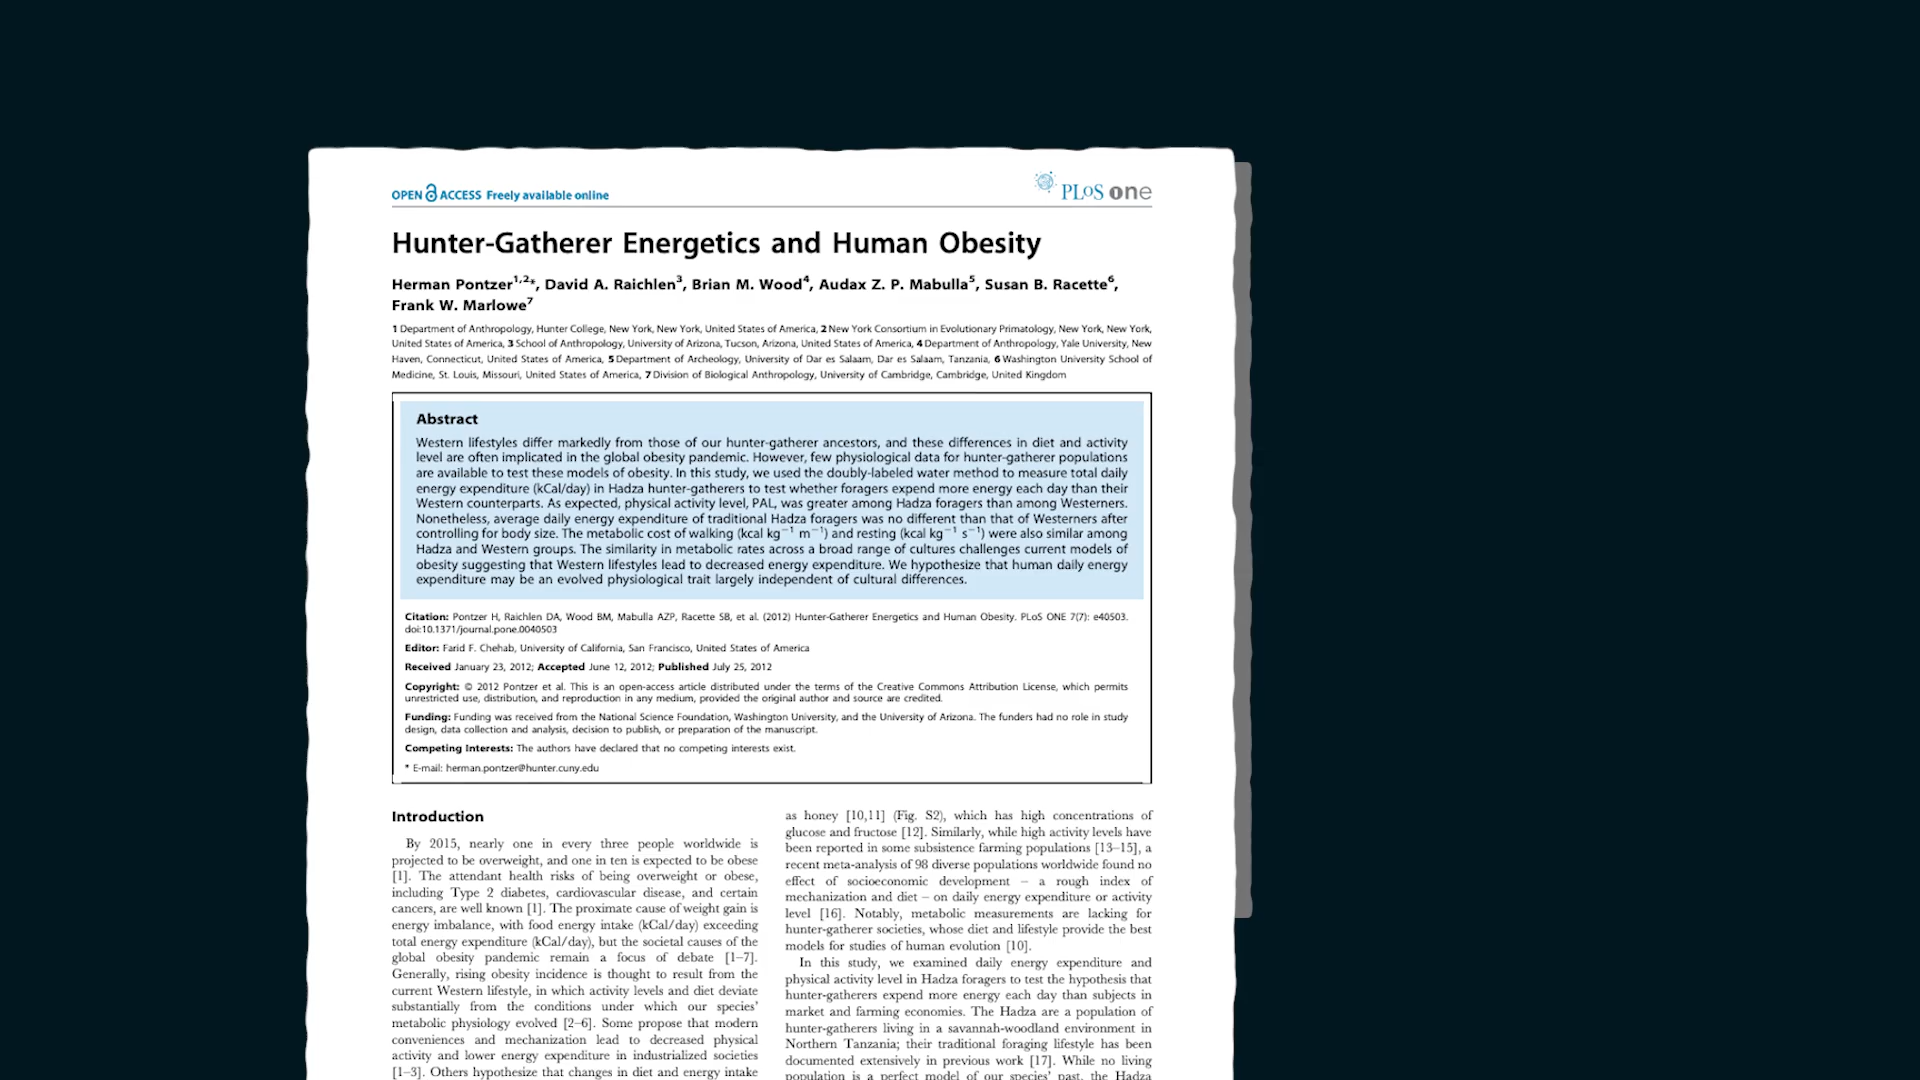 OPEN ACCESS Freely available online
PLoS one
Hunter-Gatherer Energetics and Human Obesity
Herman Pontzer1,2*, David A. Raichlen3, Brian M. Wood4, Audax Z. P. Mabulla5, Susan B. Racette6,
Frank W. Marlowe7
1 Department of Anthropology, Hunter College, New York, New York, United States of America, 2 New York Consortium in Evolutionary Primatology, New York, New York,
United States of America, 3 School of Anthropology, University of Arizona, Tucson, Arizona, United States of America, 4 Department of Anthropology, Yale University, New
Haven, Connecticut, United States of America, 5 Department of Archeology, University of Dar es Salaam, Dar es Salaam, Tanzania, 6 Washington University School of
Medicine, St. Louis, Missouri, United States of America, 7 Division of Biological Anthropology, University of Cambridge, Cambridge, United Kingdom
Abstract
Western lifestyles differ markedly from those of our hunter-gatherer ancestors, and these differences in diet and activity
level are often implicated in the global obesity pandemic. However, few physiological data for hunter-gatherer populations
are available to test these models of obesity. In this study, we used the doubly-labeled water method to measure total daily
energy expenditure (kCal/day) in Hadza hunter-gatherers to test whether foragers expend more energy each day than their
Western counterparts. As expected, physical activity level, PAL, was greater among Hadza foragers than among Westerners.
Nonetheless, average daily energy expenditure of traditional Hadza foragers was no different than that of Westerners after
controlling for body size. The metabolic cost of walking (kcal kg−1 m−1) and resting (kcal kg−1 s−1) were also similar among
Hadza and Western groups. The similarity in metabolic rates across a broad range of cultures challenges current models of
obesity suggesting that Western lifestyles lead to decreased energy expenditure. We hypothesize that human daily energy
expenditure may be an evolved physiological trait largely independent of cultural differences.
Citation: Pontzer H, Raichlen DA, Wood BM, Mabulla AZP, Racette SB, et al. (2012) Hunter-Gatherer Energetics and Human Obesity. PLoS ONE 7(7): e40503.
doi:10.1371/journal.pone.0040503
Editor: Farid F. Chehab, University of California, San Francisco, United States of America
Received January 23, 2012; Accepted June 12, 2012; Published July 25, 2012
Copyright: © 2012 Pontzer et al. This is an open-access article distributed under the terms of the Creative Commons Attribution License, which permits
unrestricted use, distribution, and reproduction in any medium, provided the original author and source are credited.
Funding: Funding was received from the National Science Foundation, Washington University, and the University of Arizona. The funders had no role in study
design, data collection and analysis, decision to publish, or preparation of the manuscript.
Competing Interests: The authors have declared that no competing interests exist.
* E-mail: herman.pontzer@hunter.cuny.edu
Introduction
By 2015, nearly one in every three people worldwide is
projected to be overweight, and one in ten is expected to be obese
[1]. The attendant health risks of being overweight or obese,
including Type 2 diabetes, cardiovascular disease, and certain
cancers, are well known [1]. The proximate cause of weight gain is
energy imbalance, with food energy intake (kCal/day) exceeding
total energy expenditure (kCal/day), but the societal causes of the
global obesity pandemic remain a focus of debate [1–7].
Generally, rising obesity incidence is thought to result from the
current Western lifestyle, in which activity levels and diet deviate
substantially from the conditions under which our species'
metabolic physiology evolved [2–6]. Some propose that modern
conveniences and mechanization lead to decreased physical
activity and lower energy expenditure in industrialized societies
[1–3]. Others hypothesize that changes in diet and energy intake
as honey [10,11] (Fig. S2), which has high concentrations of
glucose and fructose [12]. Similarly, while high activity levels have
been reported in some subsistence farming populations [13–15], a
recent meta-analysis of 98 diverse populations worldwide found no
effect of socioeconomic development – a rough index of
mechanization and diet – on daily energy expenditure or activity
level [16]. Notably, metabolic measurements are lacking for
hunter-gatherer societies, whose diet and lifestyle provide the best
models for studies of human evolution [10].
In this study, we examined daily energy expenditure and
physical activity level in Hadza foragers to test the hypothesis that
hunter-gatherers expend more energy each day than subjects in
market and farming economies. The Hadza are a population of
hunter-gatherers living in a savannah-woodland environment in
Northern Tanzania; their traditional foraging lifestyle has been
documented extensively in previous work [17]. While no living
population is a perfect model of our species' past, the Hadza